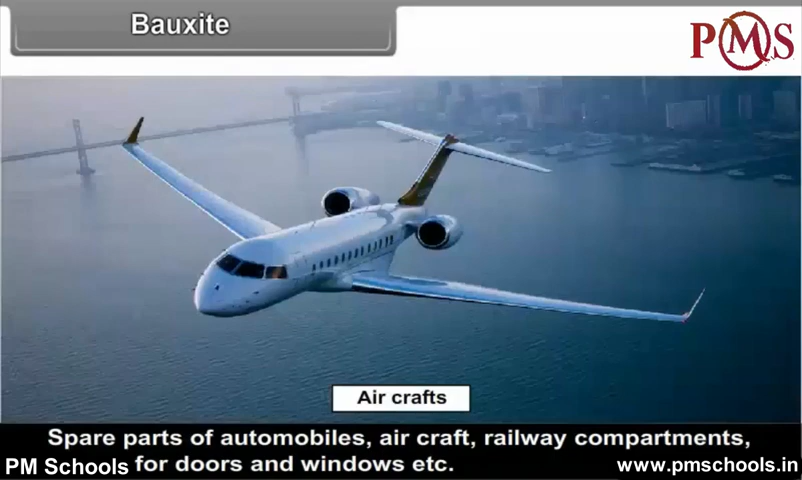 Bauxite
PMS
Air crafts
Spare parts of automobiles, air craft, railway compartments,
for doors and windows etc.
PM Schools
www.pmschools.in